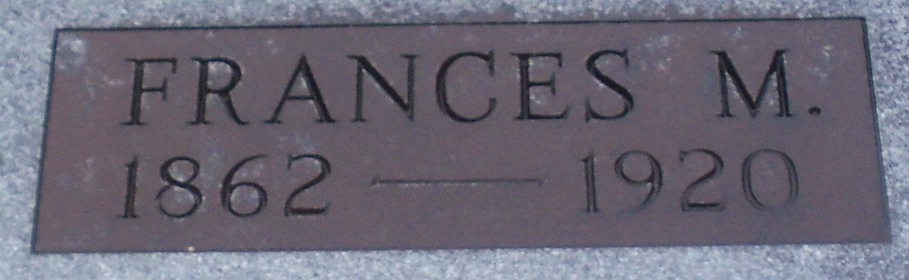 FRANCES M.
1862 — 1920